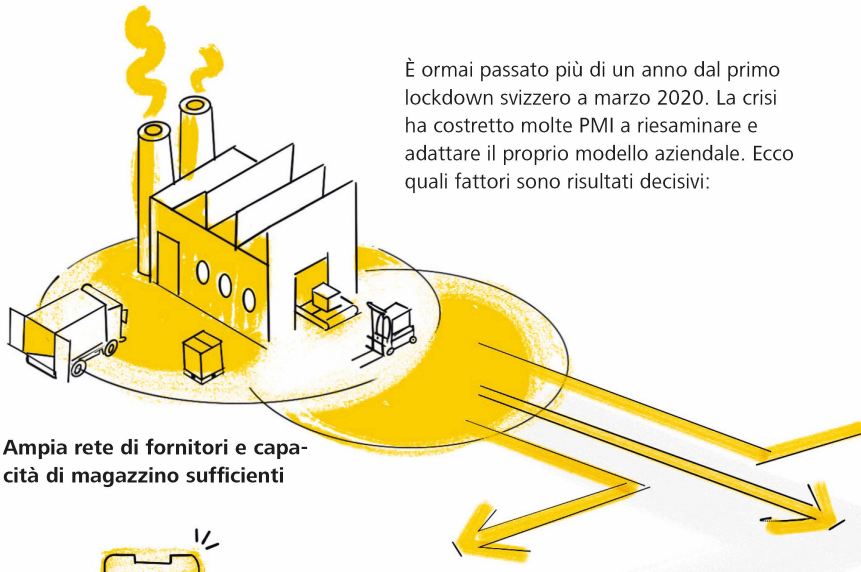 È ormai passato più di un anno dal primo
lockdown svizzero a marzo 2020. La crisi
ha costretto molte PMI a riesaminare e
adattare il proprio modello aziendale. Ecco
quali fattori sono risultati decisivi:
Ampia rete di fornitori e capa-
cità di magazzino sufficienti